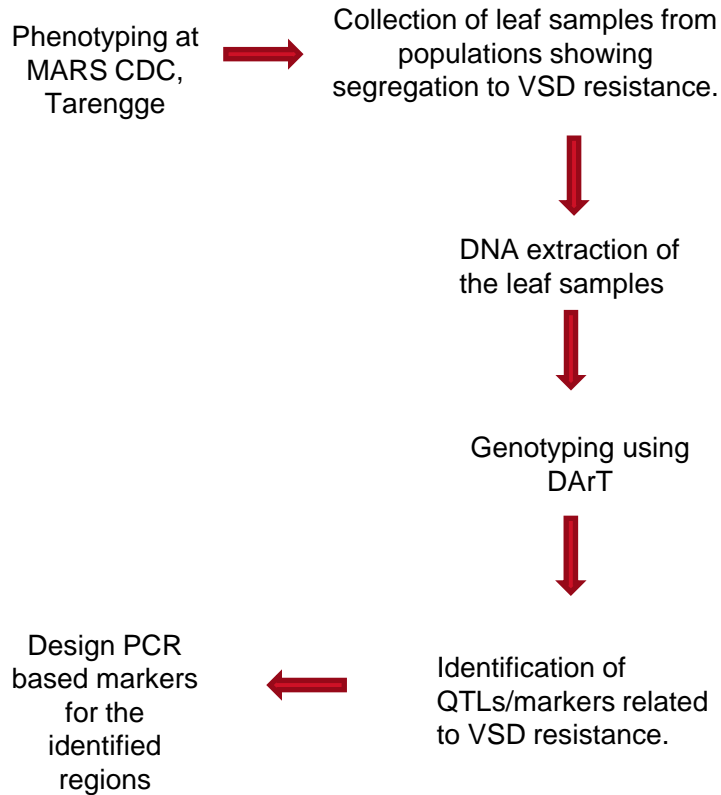 Phenotyping at
MARS CDC,
Tarengge
Collection of leaf samples from
populations showing
segregation to VSD resistance.
DNA extraction of
the leaf samples
Genotyping using
DArT
Identification of
QTLs/markers related
to VSD resistance.
Design PCR
based markers
for the
identified
regions